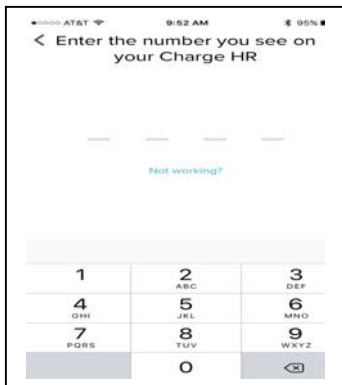 AT&T 9:52 AM 95%
Enter the number you see on
your Charge HR
Not working?
1 2 3
ABC DEF
4 5 6
GHI JKL MNO
7 8 9
PQRS TUV WXYZ
0